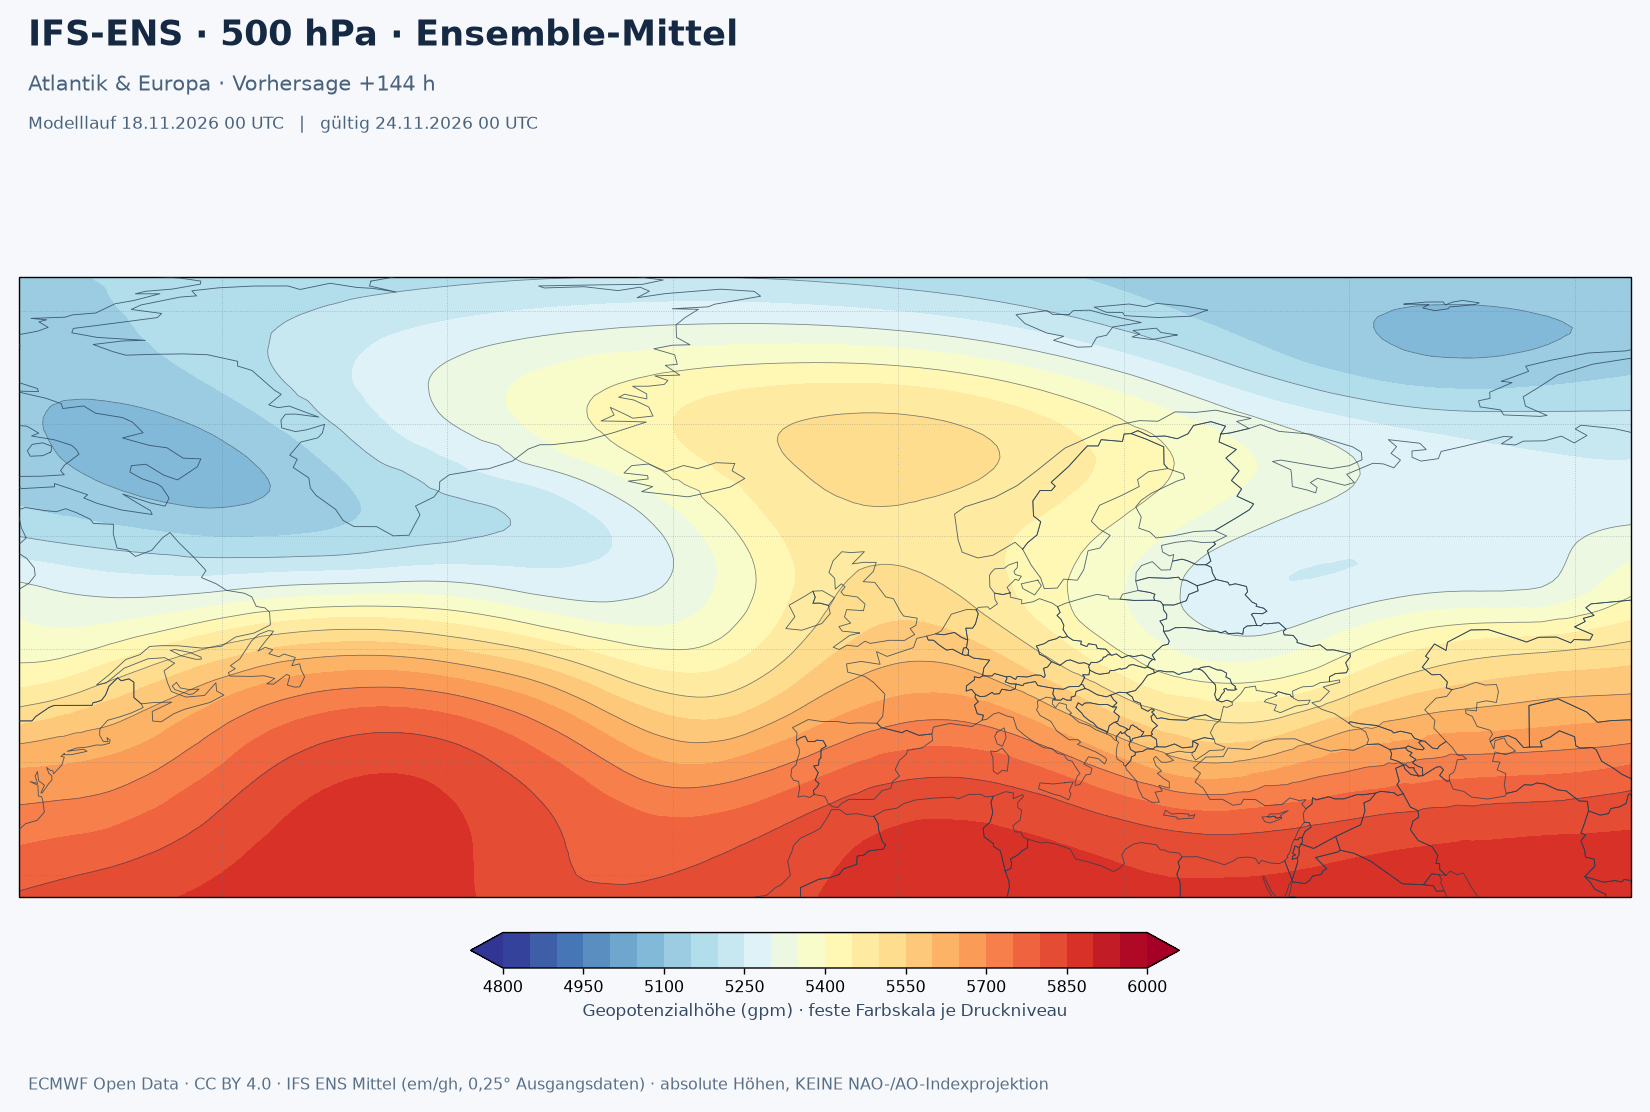 IFS-ENS · 500 hPa · Ensemble-Mittel
Atlantik & Europa · Vorhersage +144 h
Modelllauf 18.11.2026 00 UTC   |   gültig 24.11.2026 00 UTC
4800 4950 5100 5250 5400 5550 5700 5850 6000
Geopotenzialhöhe (gpm) · feste Farbskala je Druckniveau
ECMWF Open Data · CC BY 4.0 · IFS ENS Mittel (em/gh, 0,25° Ausgangsdaten) · absolute Höhen, KEINE NAO-/AO-Indexprojektion